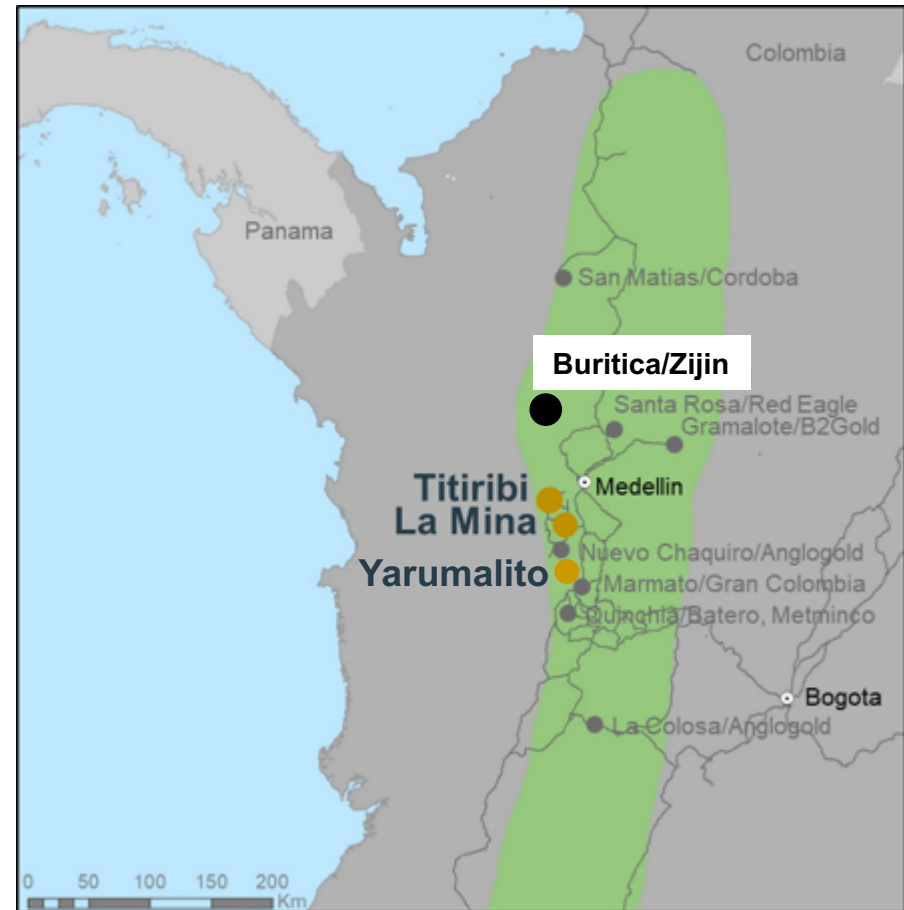 Colombia
Panama
San Matias/Cordoba
Buritica/Zijin
Santa Rosa/Red Eagle
Gramalote/B2Gold
Titiribi
Medellin
La Mina
Nuevo Chaquiro/Anglogold
Yarumalito
Marmato/Gran Colombia
Quinchia/Batero, Metminco
Bogota
La Colosa/Anglogold
0 50 100 150 200
Km